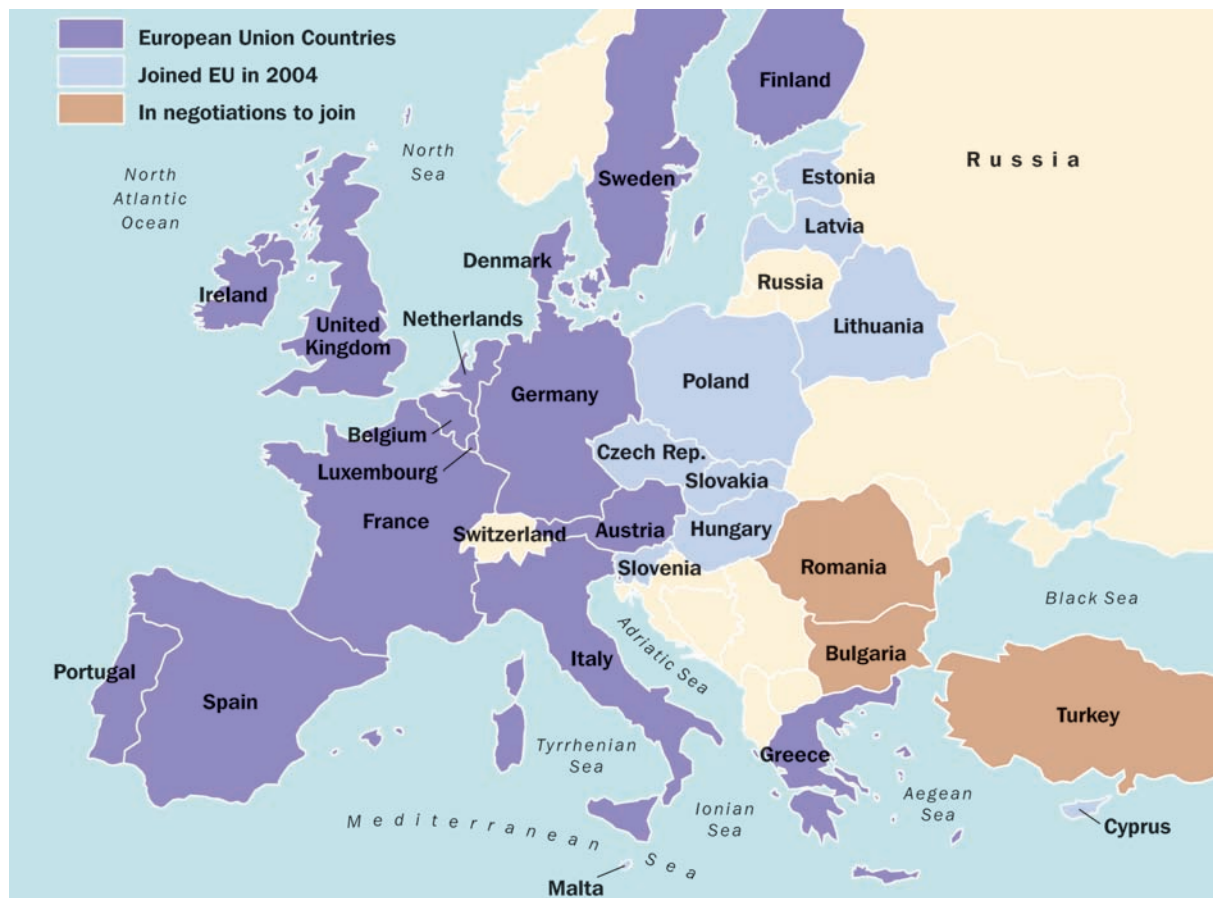 European Union Countries
Joined EU in 2004
In negotiations to join
Finland
North
Sea
North
Atlantic
Ocean
Russia
Sweden
Estonia
Latvia
Denmark
Russia
Ireland
Netherlands
Lithuania
United
Kingdom
Poland
Germany
Belgium
Czech Rep.
Luxembourg
Slovakia
France
Switzerland
Austria
Hungary
Slovenia
Romania
Black Sea
Adriatic Sea
Portugal
Italy
Bulgaria
Spain
Turkey
Tyrrhenian
Sea
Greece
Ionian
Sea
Aegean
Sea
Mediterranean Sea
Cyprus
Malta